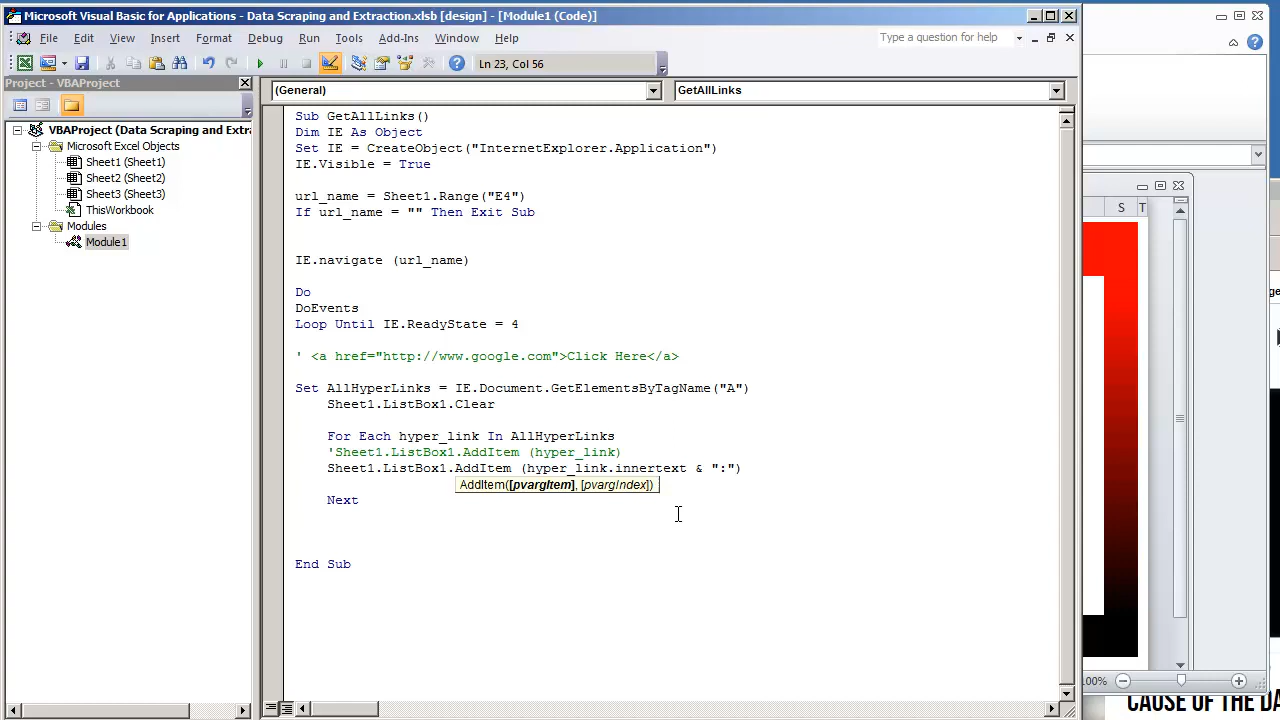 Microsoft Visual Basic for Applications - Data Scraping and Extraction.xlsb [design] - [Module1 (Code)]
File Edit View Insert Format Debug Run Tools Add-Ins Window Help
Type a question for help
Ln 23, Col 56
Project - VBAProject
(General)
GetAllLinks
VBAProject (Data Scraping and Extra
Microsoft Excel Objects
Sheet1 (Sheet1)
Sheet2 (Sheet2)
Sheet3 (Sheet3)
ThisWorkbook
Modules
Module1
Sub GetAllLinks()
Dim IE As Object
Set IE = CreateObject("InternetExplorer.Application")
IE.Visible = True
url_name = Sheet1.Range("E4")
If url_name = "" Then Exit Sub
IE.navigate (url_name)
Do
DoEvents
Loop Until IE.ReadyState = 4
' <a href="http://www.google.com">Click Here</a>
Set AllHyperLinks = IE.Document.GetElementsByTagName("A")
Sheet1.ListBox1.Clear
For Each hyper_link In AllHyperLinks
'Sheet1.ListBox1.AddItem (hyper_link)
Sheet1.ListBox1.AddItem (hyper_link.innertext & ":")
AddItem([pvargItem], [pvargIndex])
Next
End Sub
S T
100%
CAUSE OF THE DA